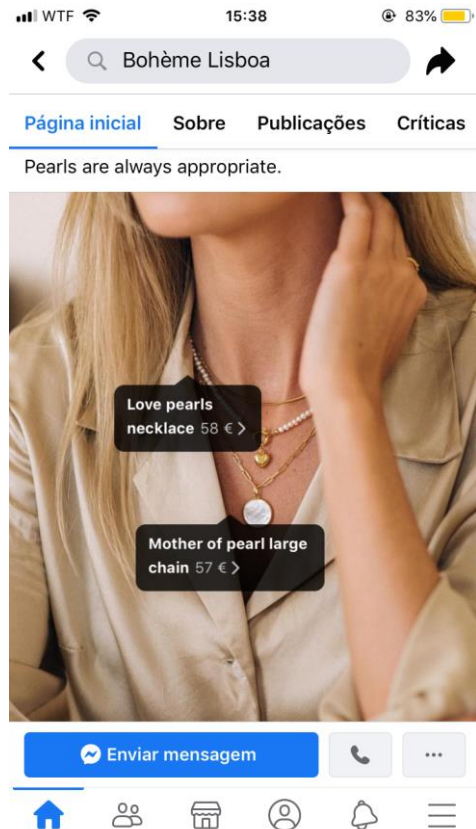 WTF 15:38 83%
Bohème Lisboa
Página inicial Sobre Publicações Críticas
Pearls are always appropriate.
Love pearls
necklace 58 € >
Mother of pearl large
chain 57 € >
Enviar mensagem